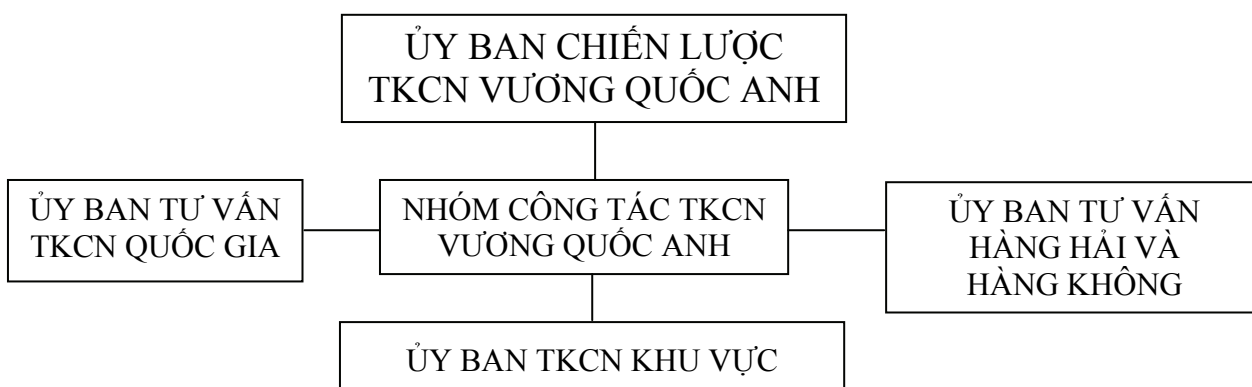 ỦY BAN CHIẾN LƯỢC
TKCN VƯƠNG QUỐC ANH
ỦY BAN TƯ VẤN
TKCN QUỐC GIA
NHÓM CÔNG TÁC TKCN
VƯƠNG QUỐC ANH
ỦY BAN TƯ VẤN
HÀNG HẢI VÀ
HÀNG KHÔNG
ỦY BAN TKCN KHU VỰC